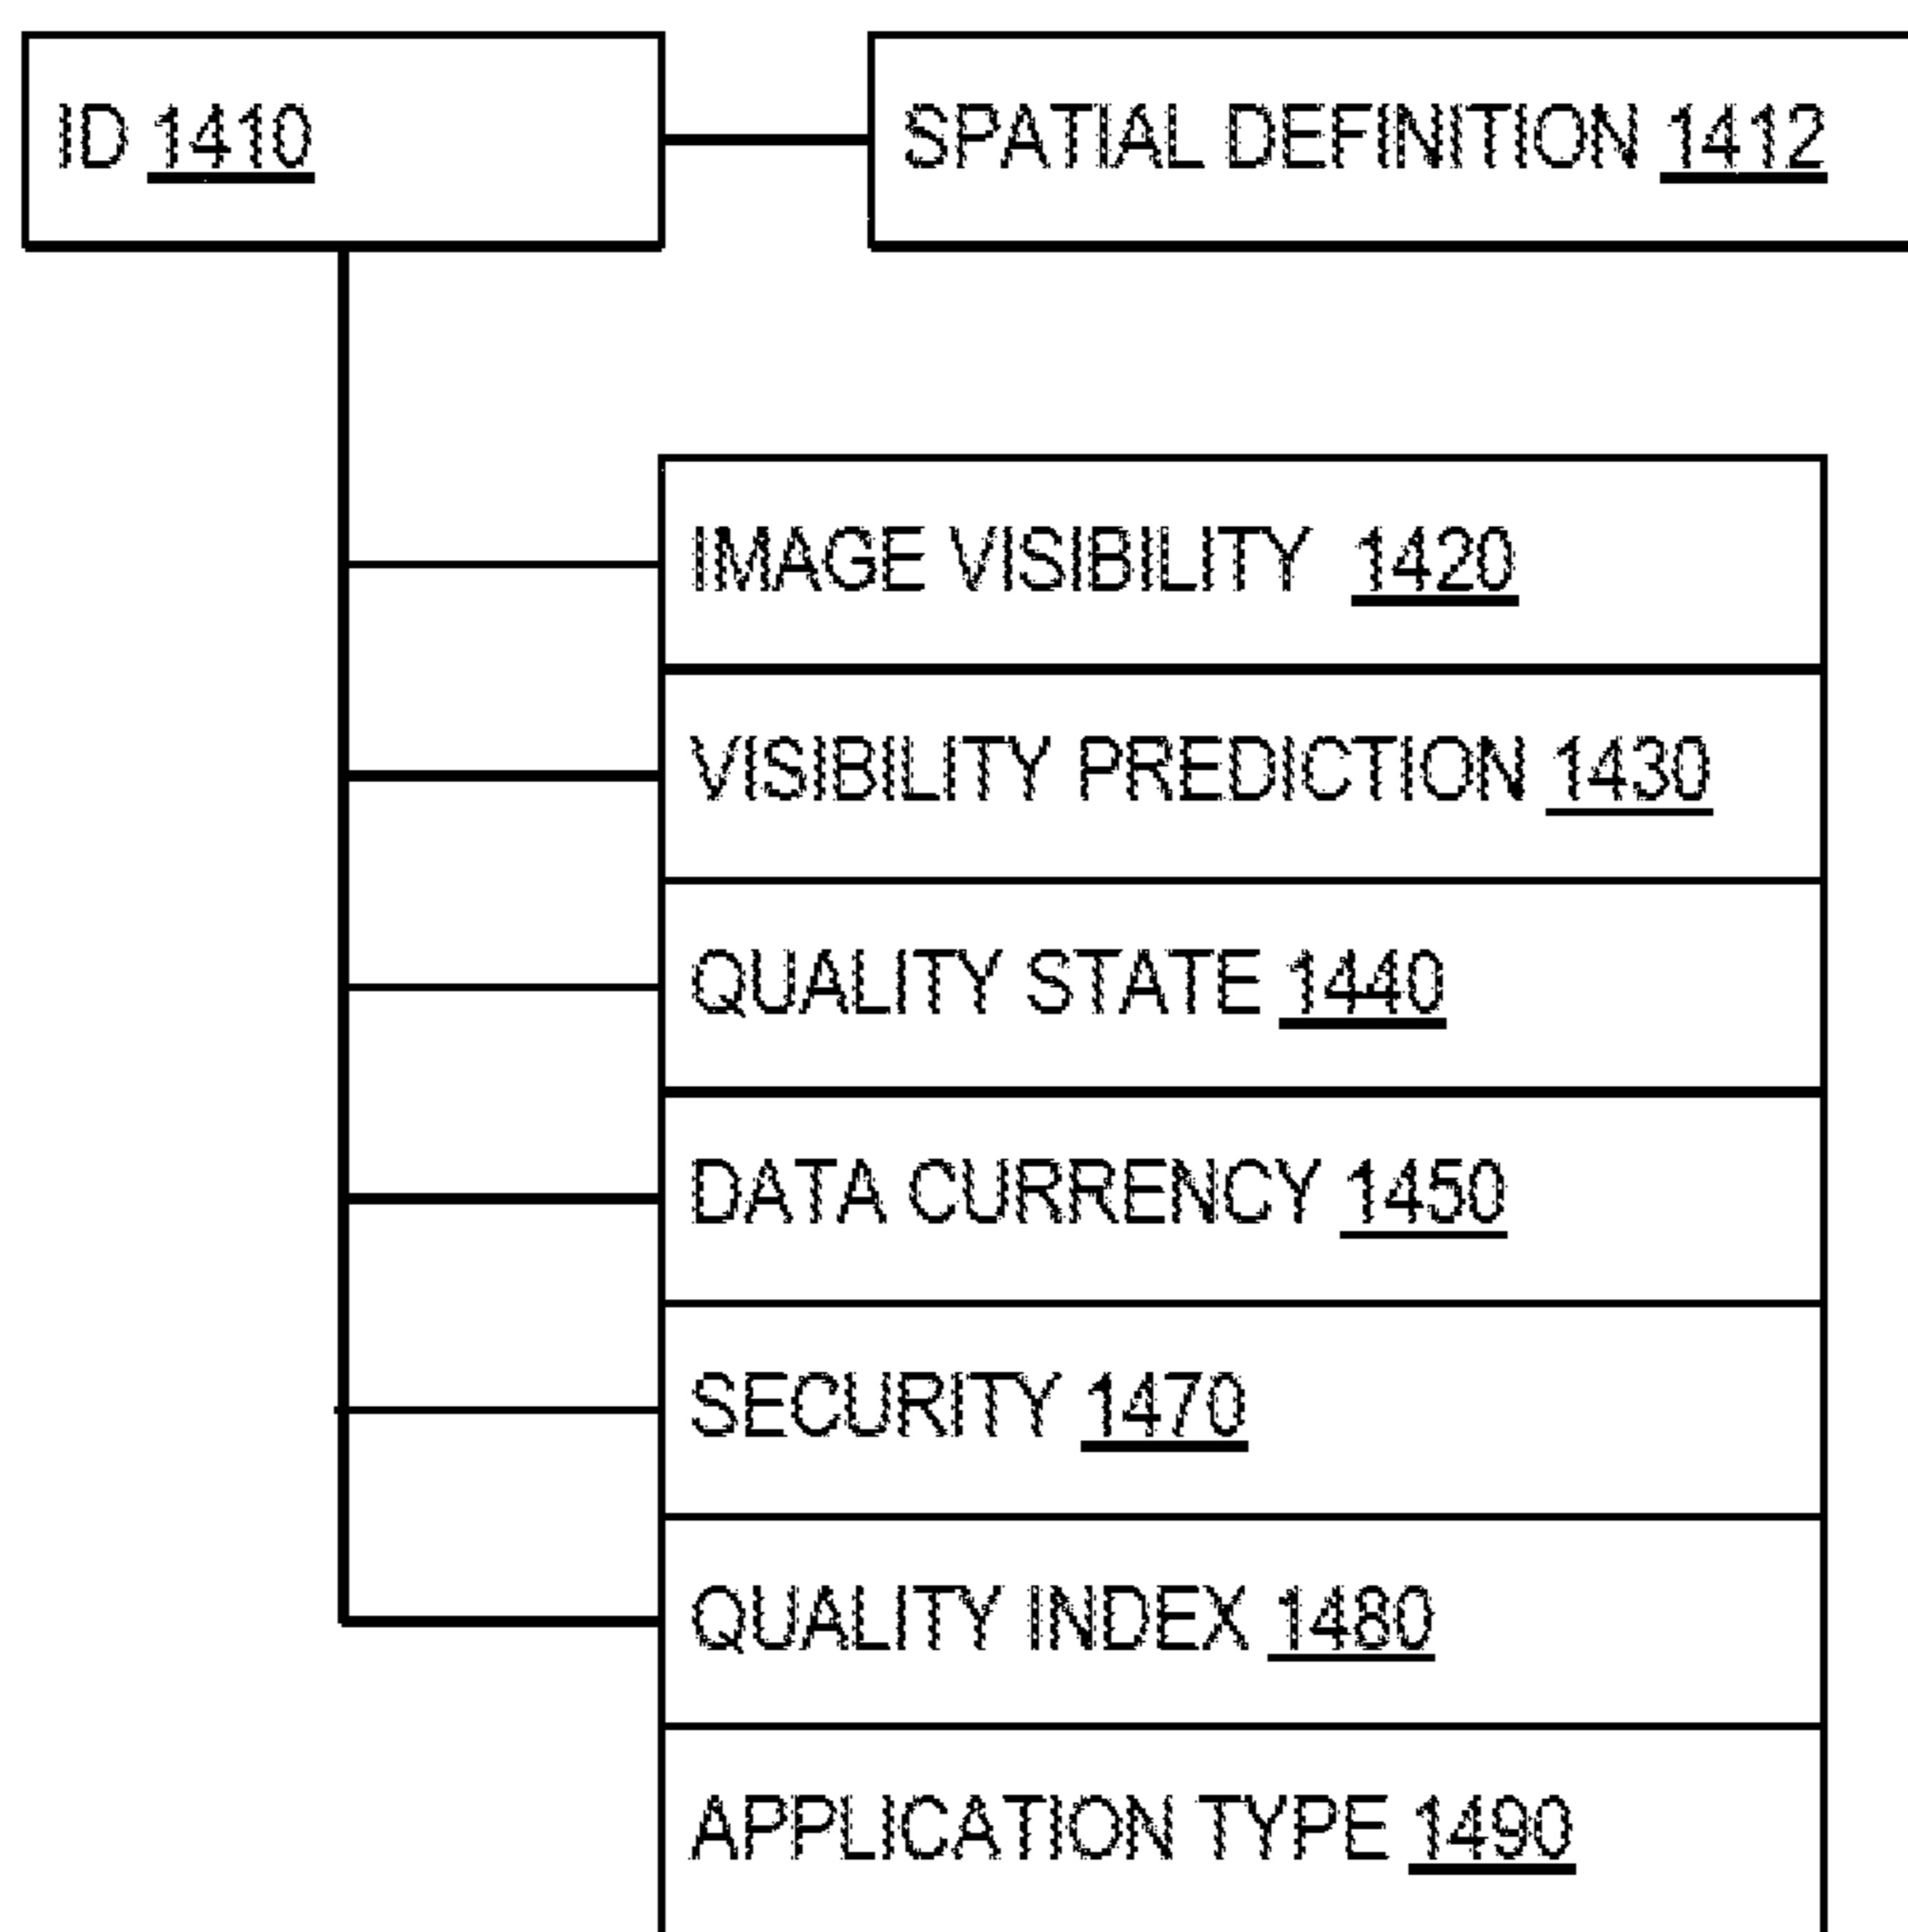 ID 1410
SPATIAL DEFINITION 1412
IMAGE VISIBILITY 1420
VISIBILITY PREDICTION 1430
QUALITY STATE 1440
DATA CURRENCY 1450
SECURITY 1470
QUALITY INDEX 1480
APPLICATION TYPE 1490